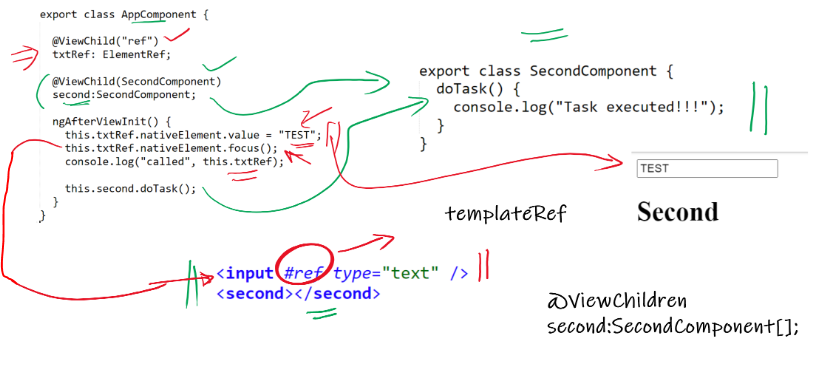 export class AppComponent {
@ViewChild("ref")
txtRef: ElementRef;
@ViewChild(SecondComponent)
second:SecondComponent;
ngAfterViewInit() {
this.txtRef.nativeElement.value = "TEST";
this.txtRef.nativeElement.focus();
console.log("called", this.txtRef);
this.second.doTask();
}
}
export class SecondComponent {
doTask() {
console.log("Task executed!!!");
}
}
TEST
Second
templateRef
<input #ref type="text" />
<second></second>
@ViewChildren
second:SecondComponent[];